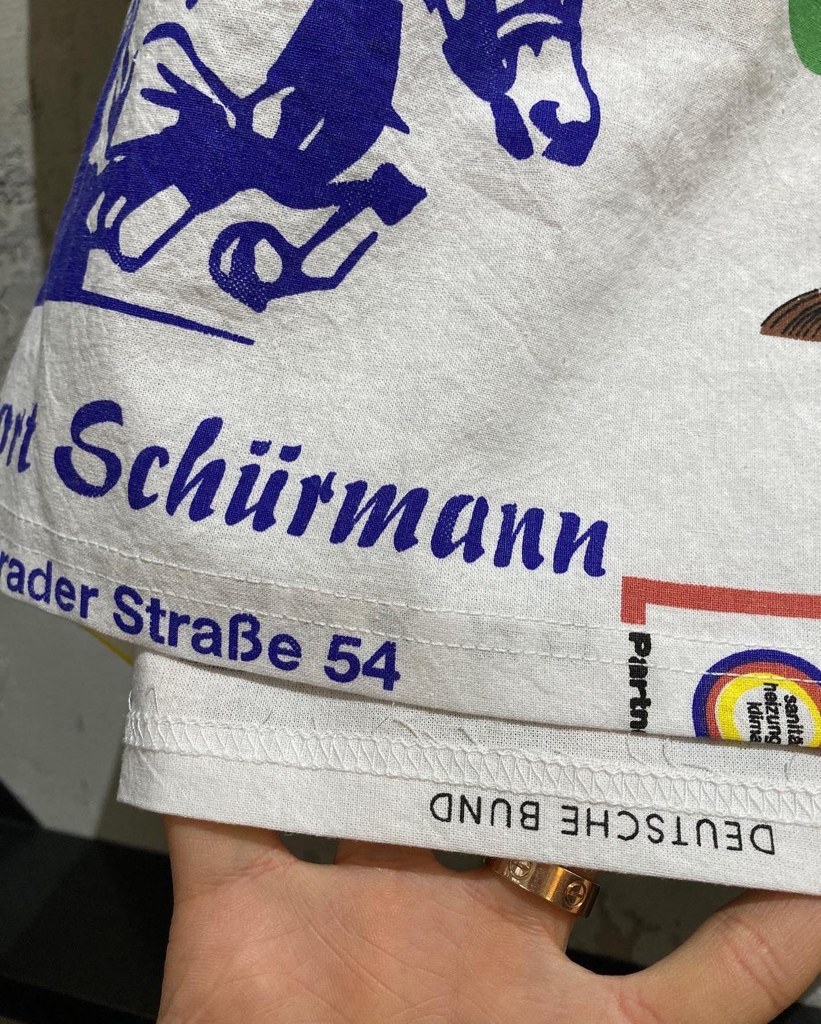 ort Schürmann
rader Straße 54
Partn
sanitä
heizung
klima
DEUTSCHE BUND